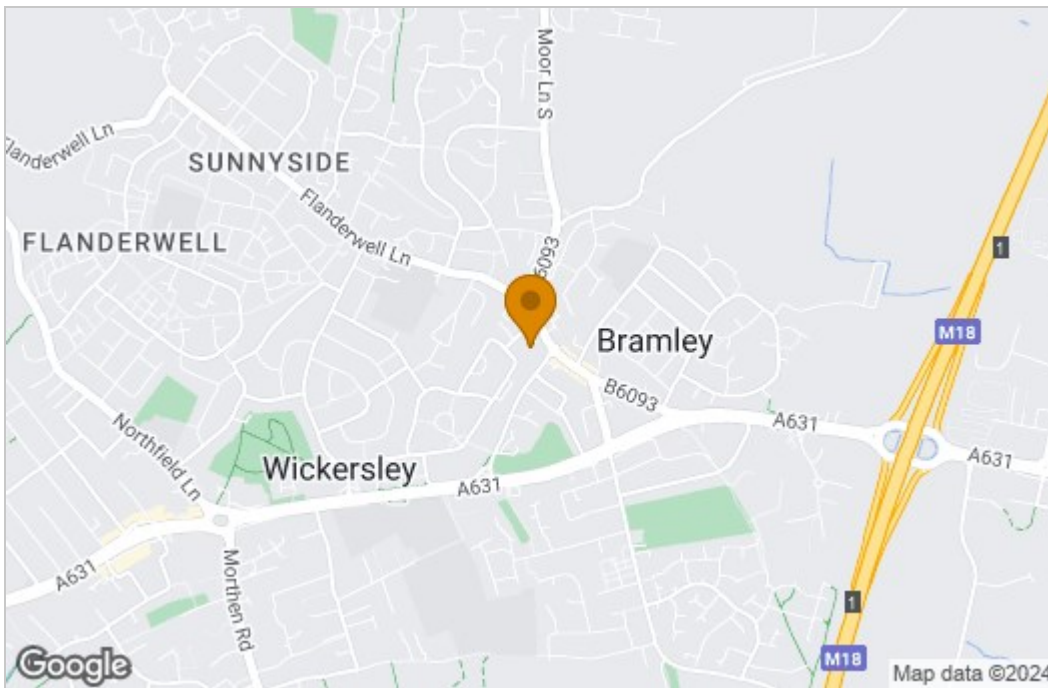 Moor Ln S
Flanderwell Ln
SUNNYSIDE
FLANDERWELL
Flanderwell Ln
B6093
1
M18
Bramley
B6093
A631
A631
Northfield Ln
Wickersley
A631
A631
Morthen Rd
1
M18
Google
Map data ©2024